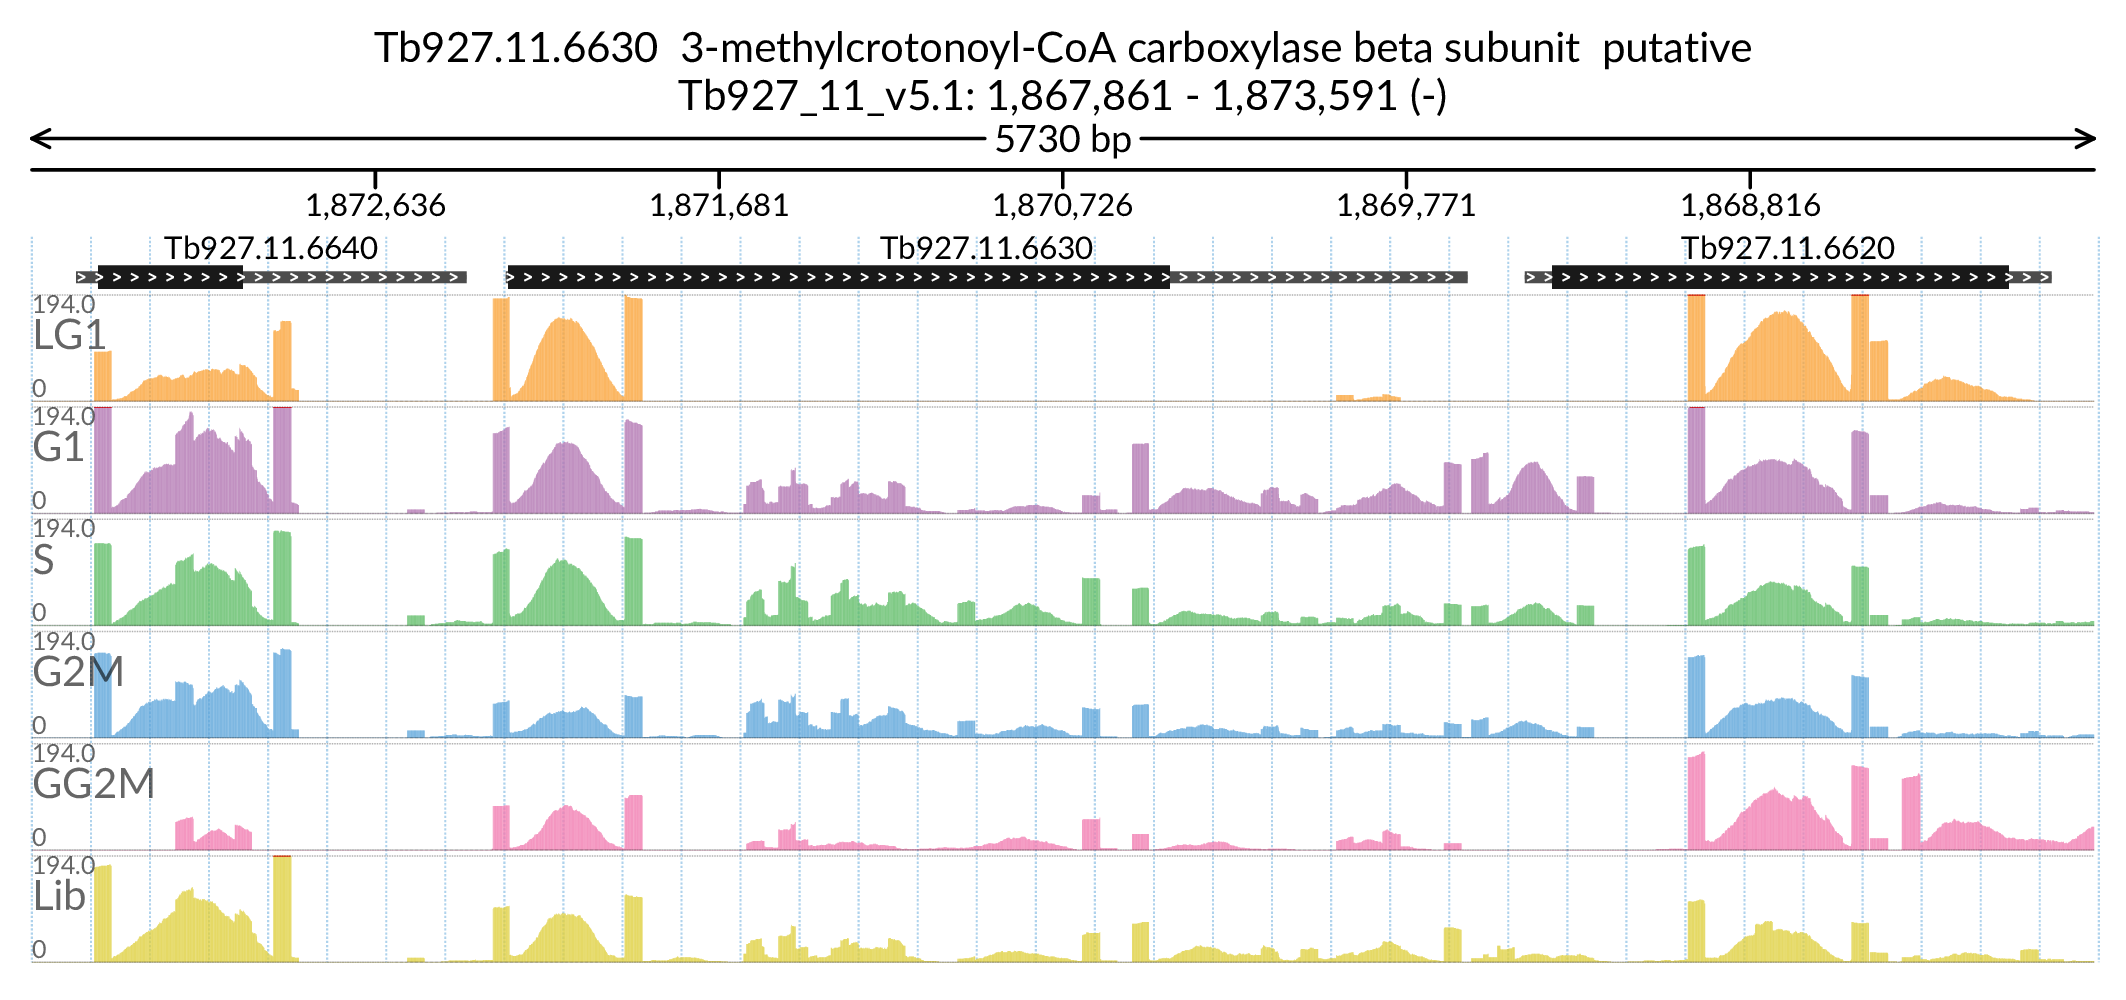 Tb927.11.6630  3-methylcrotonoyl-CoA carboxylase beta subunit  putative
Tb927_11_v5.1: 1,867,861 - 1,873,591 (-)
5730 bp
1,872,636 1,871,681 1,870,726 1,869,771 1,868,816
Tb927.11.6640 Tb927.11.6630 Tb927.11.6620
194.0
LG1
0
194.0
G1
0
194.0
S
0
194.0
G2M
0
194.0
GG2M
0
194.0
Lib
0